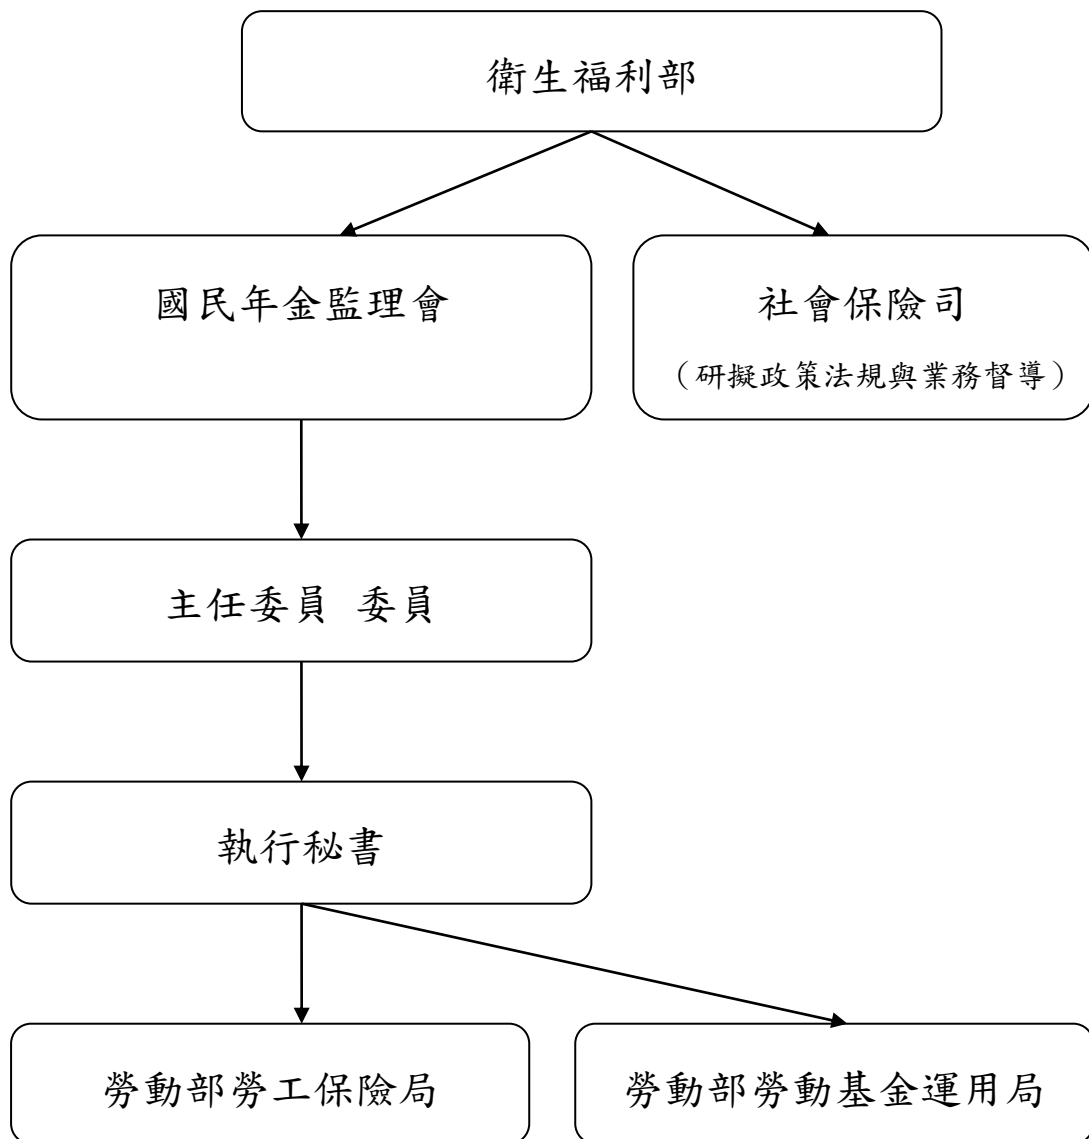 衛生福利部
國民年金監理會
社會保險司
（研擬政策法規與業務督導）
主任委員 委員
執行秘書
勞動部勞工保險局
勞動部勞動基金運用局